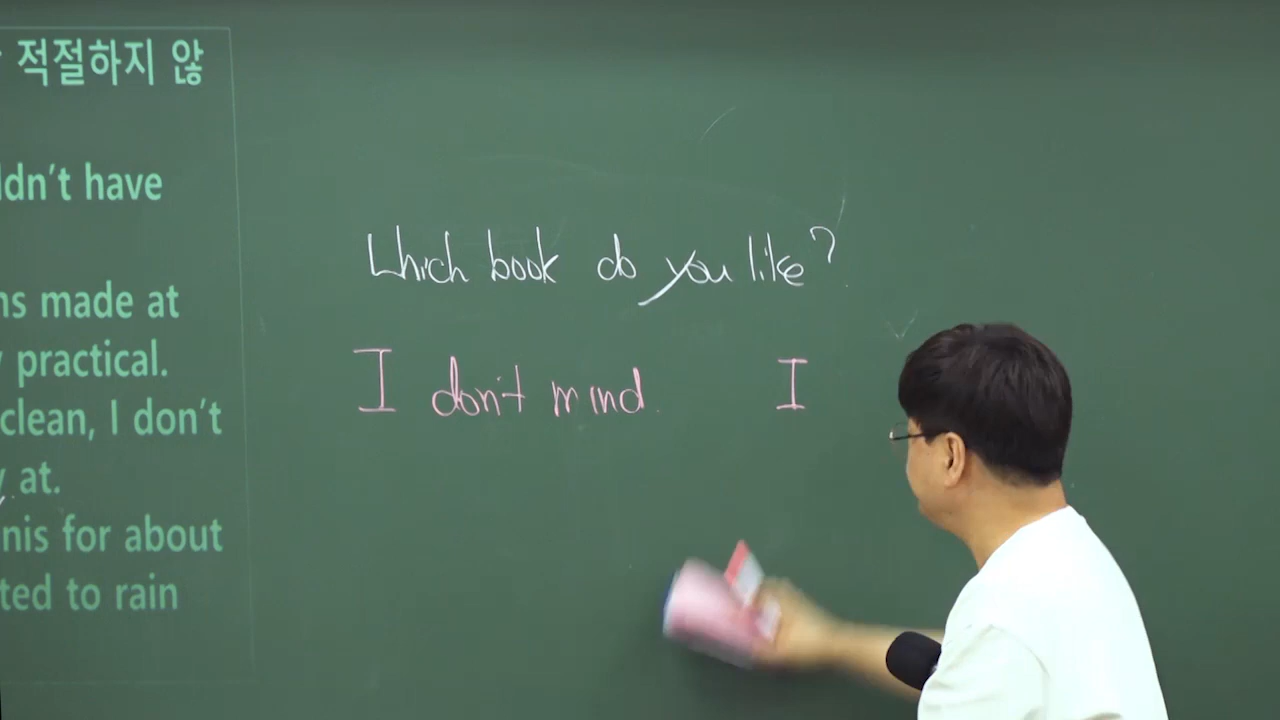 적절하지 않
dn't have
ns made at
practical.
clean, I don't
at.
nis for about
ted to rain
Which book do you like?
I don't mind. I